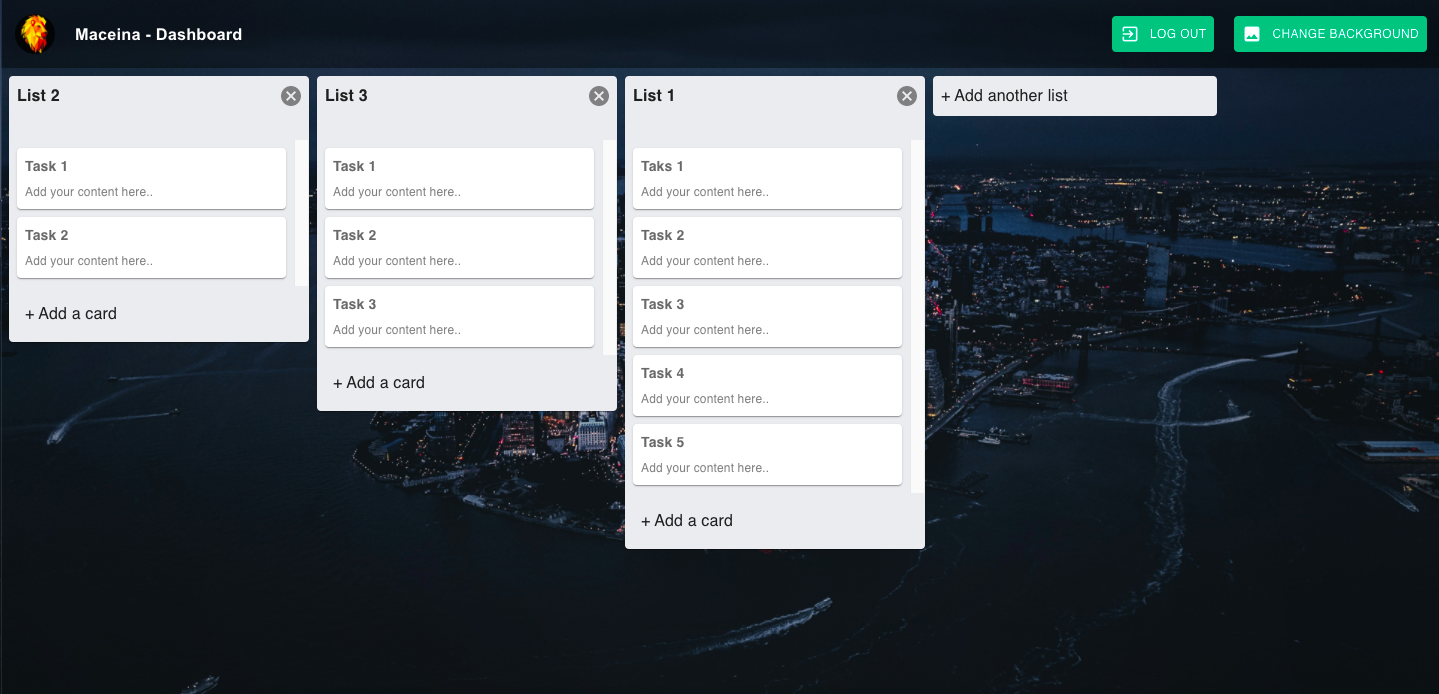 Maceina - Dashboard
LOG OUT
CHANGE BACKGROUND
List 2
Task 1
Add your content here..
Task 2
Add your content here..
+ Add a card
List 3
Task 1
Add your content here..
Task 2
Add your content here..
Task 3
Add your content here..
+ Add a card
List 1
Taks 1
Add your content here..
Task 2
Add your content here..
Task 3
Add your content here..
Task 4
Add your content here..
Task 5
Add your content here..
+ Add a card
+ Add another list